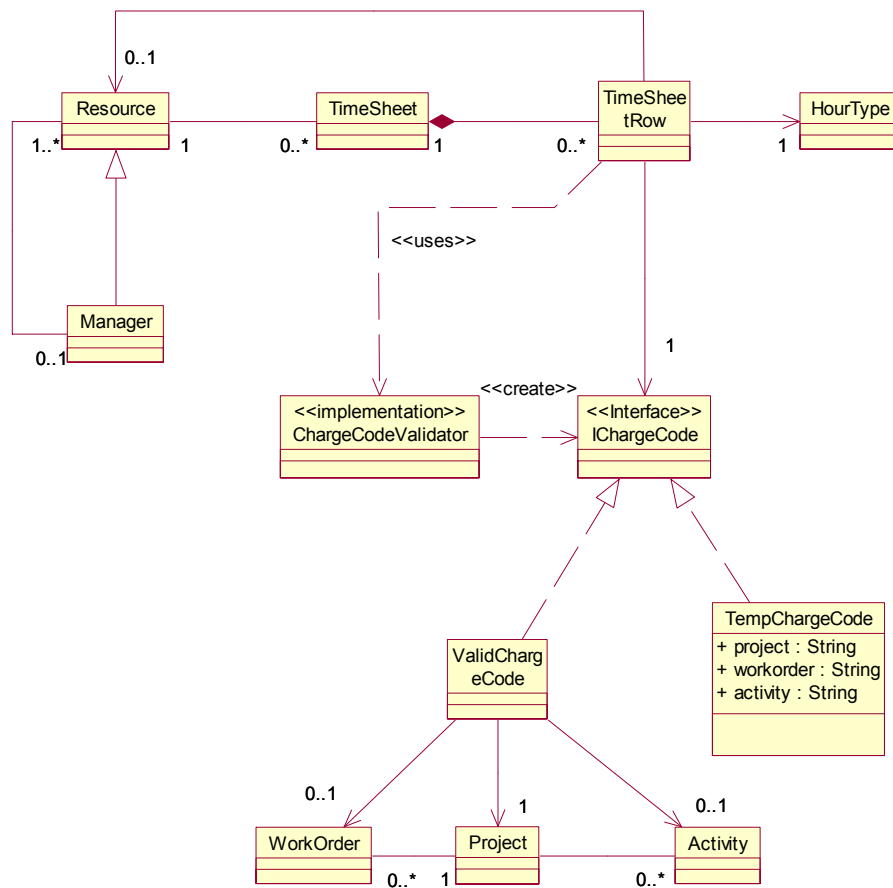 0..1
Resource
TimeSheet
TimeShee
tRow
HourType
1..*
1
0..*
1
0..*
1
<<uses>>
Manager
0..1
1
<<create>>
<<implementation>>
ChargeCodeValidator
<<Interface>>
IChargeCode
TempChargeCode
+ project : String
+ workorder : String
+ activity : String
ValidCharg
eCode
0..1
1
0..1
WorkOrder
Project
Activity
0..*
1
0..*